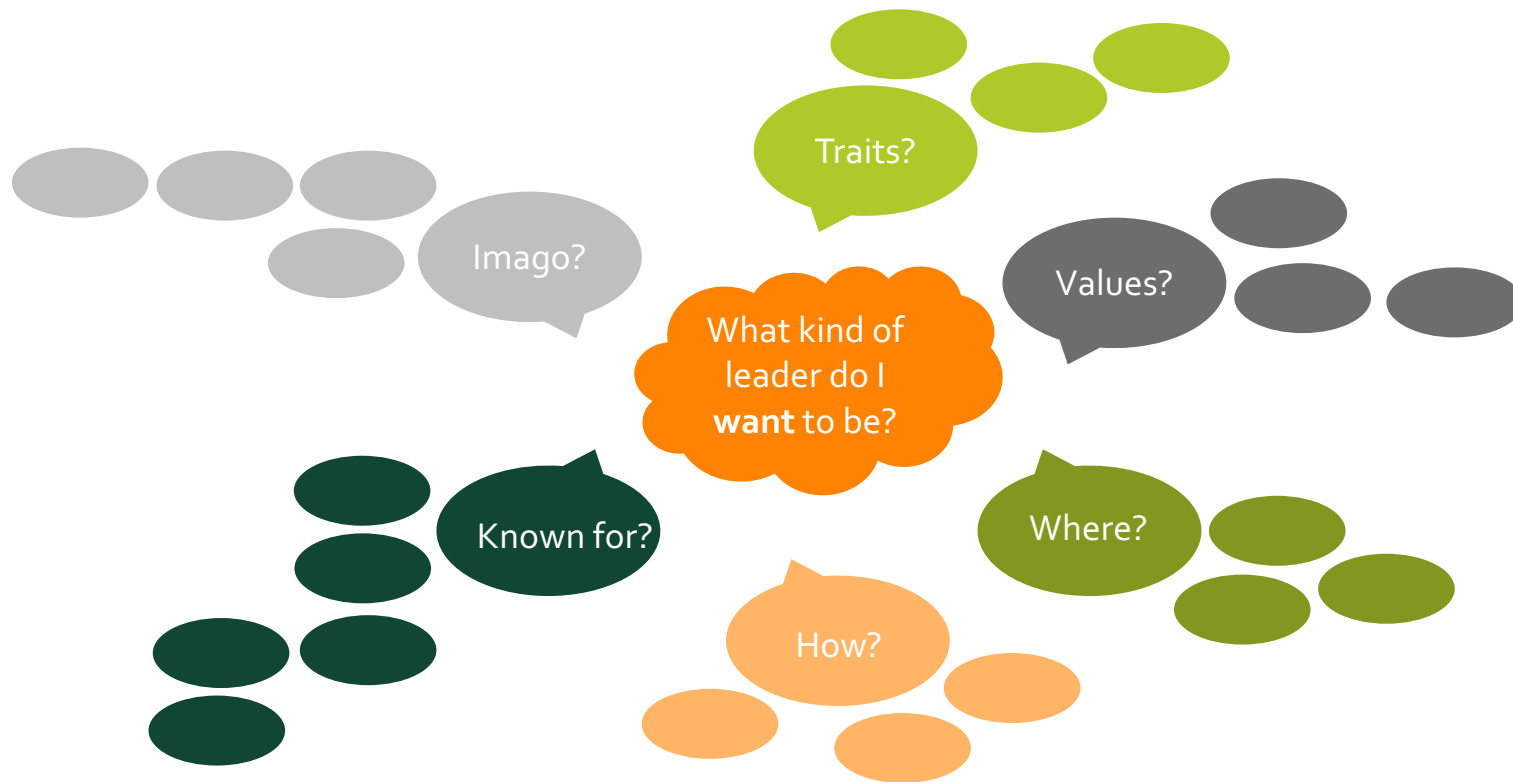 Traits?
Imago?
Values?
What kind of
leader do I
want to be?
Known for?
Where?
How?